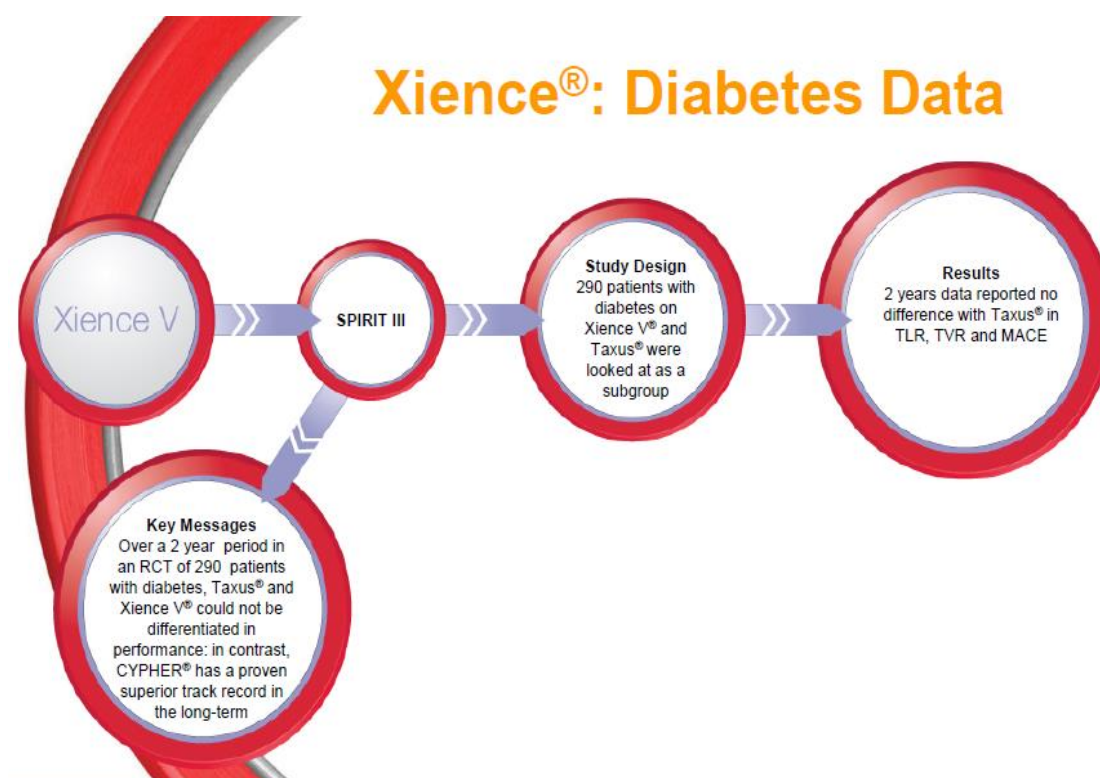 Xience®: Diabetes Data
Xience V
SPIRIT III
Study Design
290 patients with
diabetes on
Xience V® and
Taxus® were
looked at as a
subgroup
Results
2 years data reported no
difference with Taxus® in
TLR, TVR and MACE
Key Messages
Over a 2 year period in
an RCT of 290 patients
with diabetes, Taxus® and
Xience V® could not be
differentiated in
performance: in contrast,
CYPHER® has a proven
superior track record in
the long-term